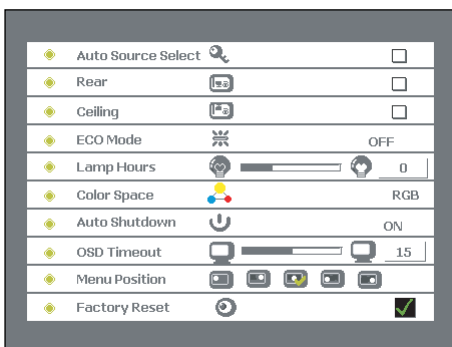 Auto Source Select
Rear
Ceiling
ECO Mode OFF
Lamp Hours 0
Color Space RGB
Auto Shutdown ON
OSD Timeout 15
Menu Position
Factory Reset